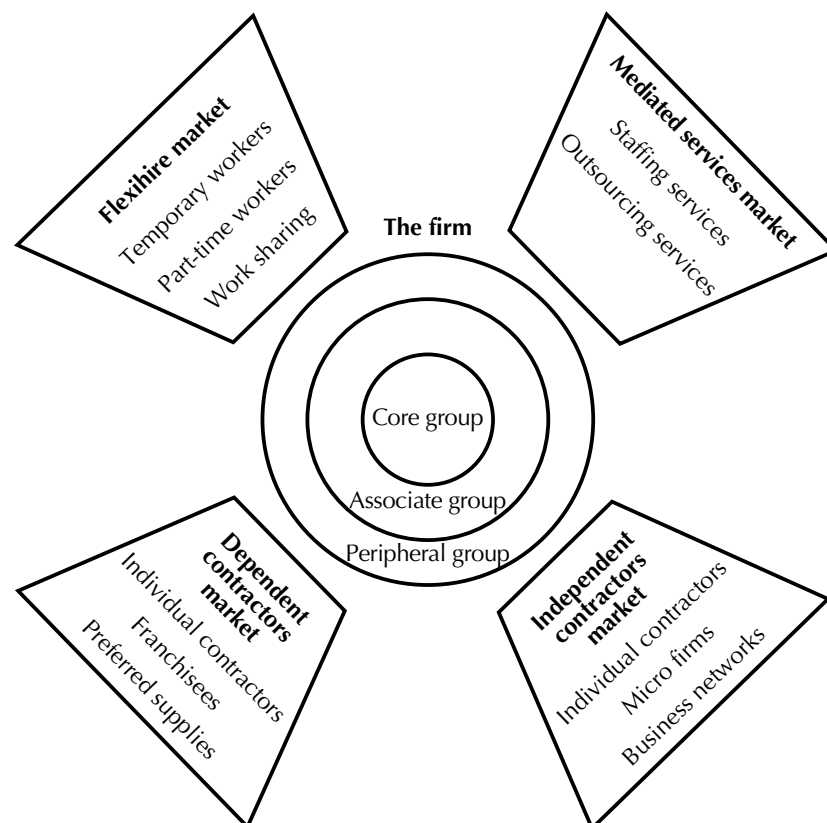 Flexihire market
Temporary workers
Part-time workers
Work sharing
Mediated services market
Staffing services
Outsourcing services
The firm
Core group
Associate group
Peripheral group
Dependent
contractors
market
Individual contractors
Franchisees
Preferred supplies
Independent
contractors
market
Individual contractors
Micro firms
Business networks